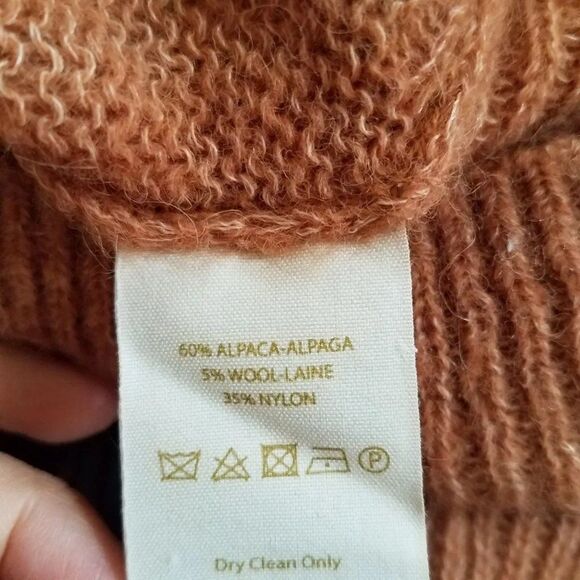 60% ALPACA-ALPAGA
5% WOOL-LAINE
35% NYLON
P
Dry Clean Only